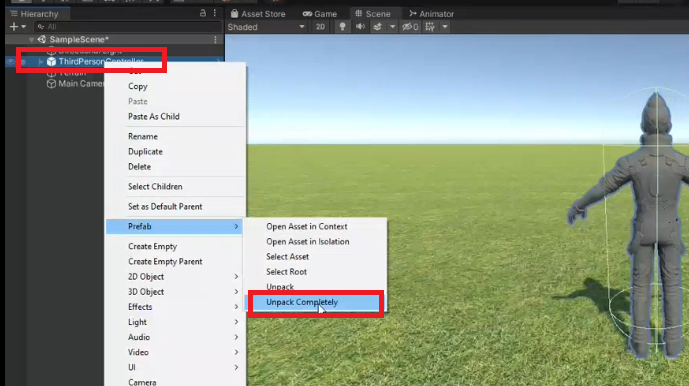 Hierarchy
Asset Store
Game
Scene
Animator
All
Shaded
2D
0
SampleScene*
ThirdPersonController
Terrain
Main Came
Copy
Paste
Paste As Child
Rename
Duplicate
Delete
Select Children
Set as Default Parent
Prefab
Open Asset in Context
Open Asset in Isolation
Select Asset
Select Root
Unpack
Unpack Completely
Create Empty
Create Empty Parent
2D Object
3D Object
Effects
Light
Audio
Video
UI
Camera